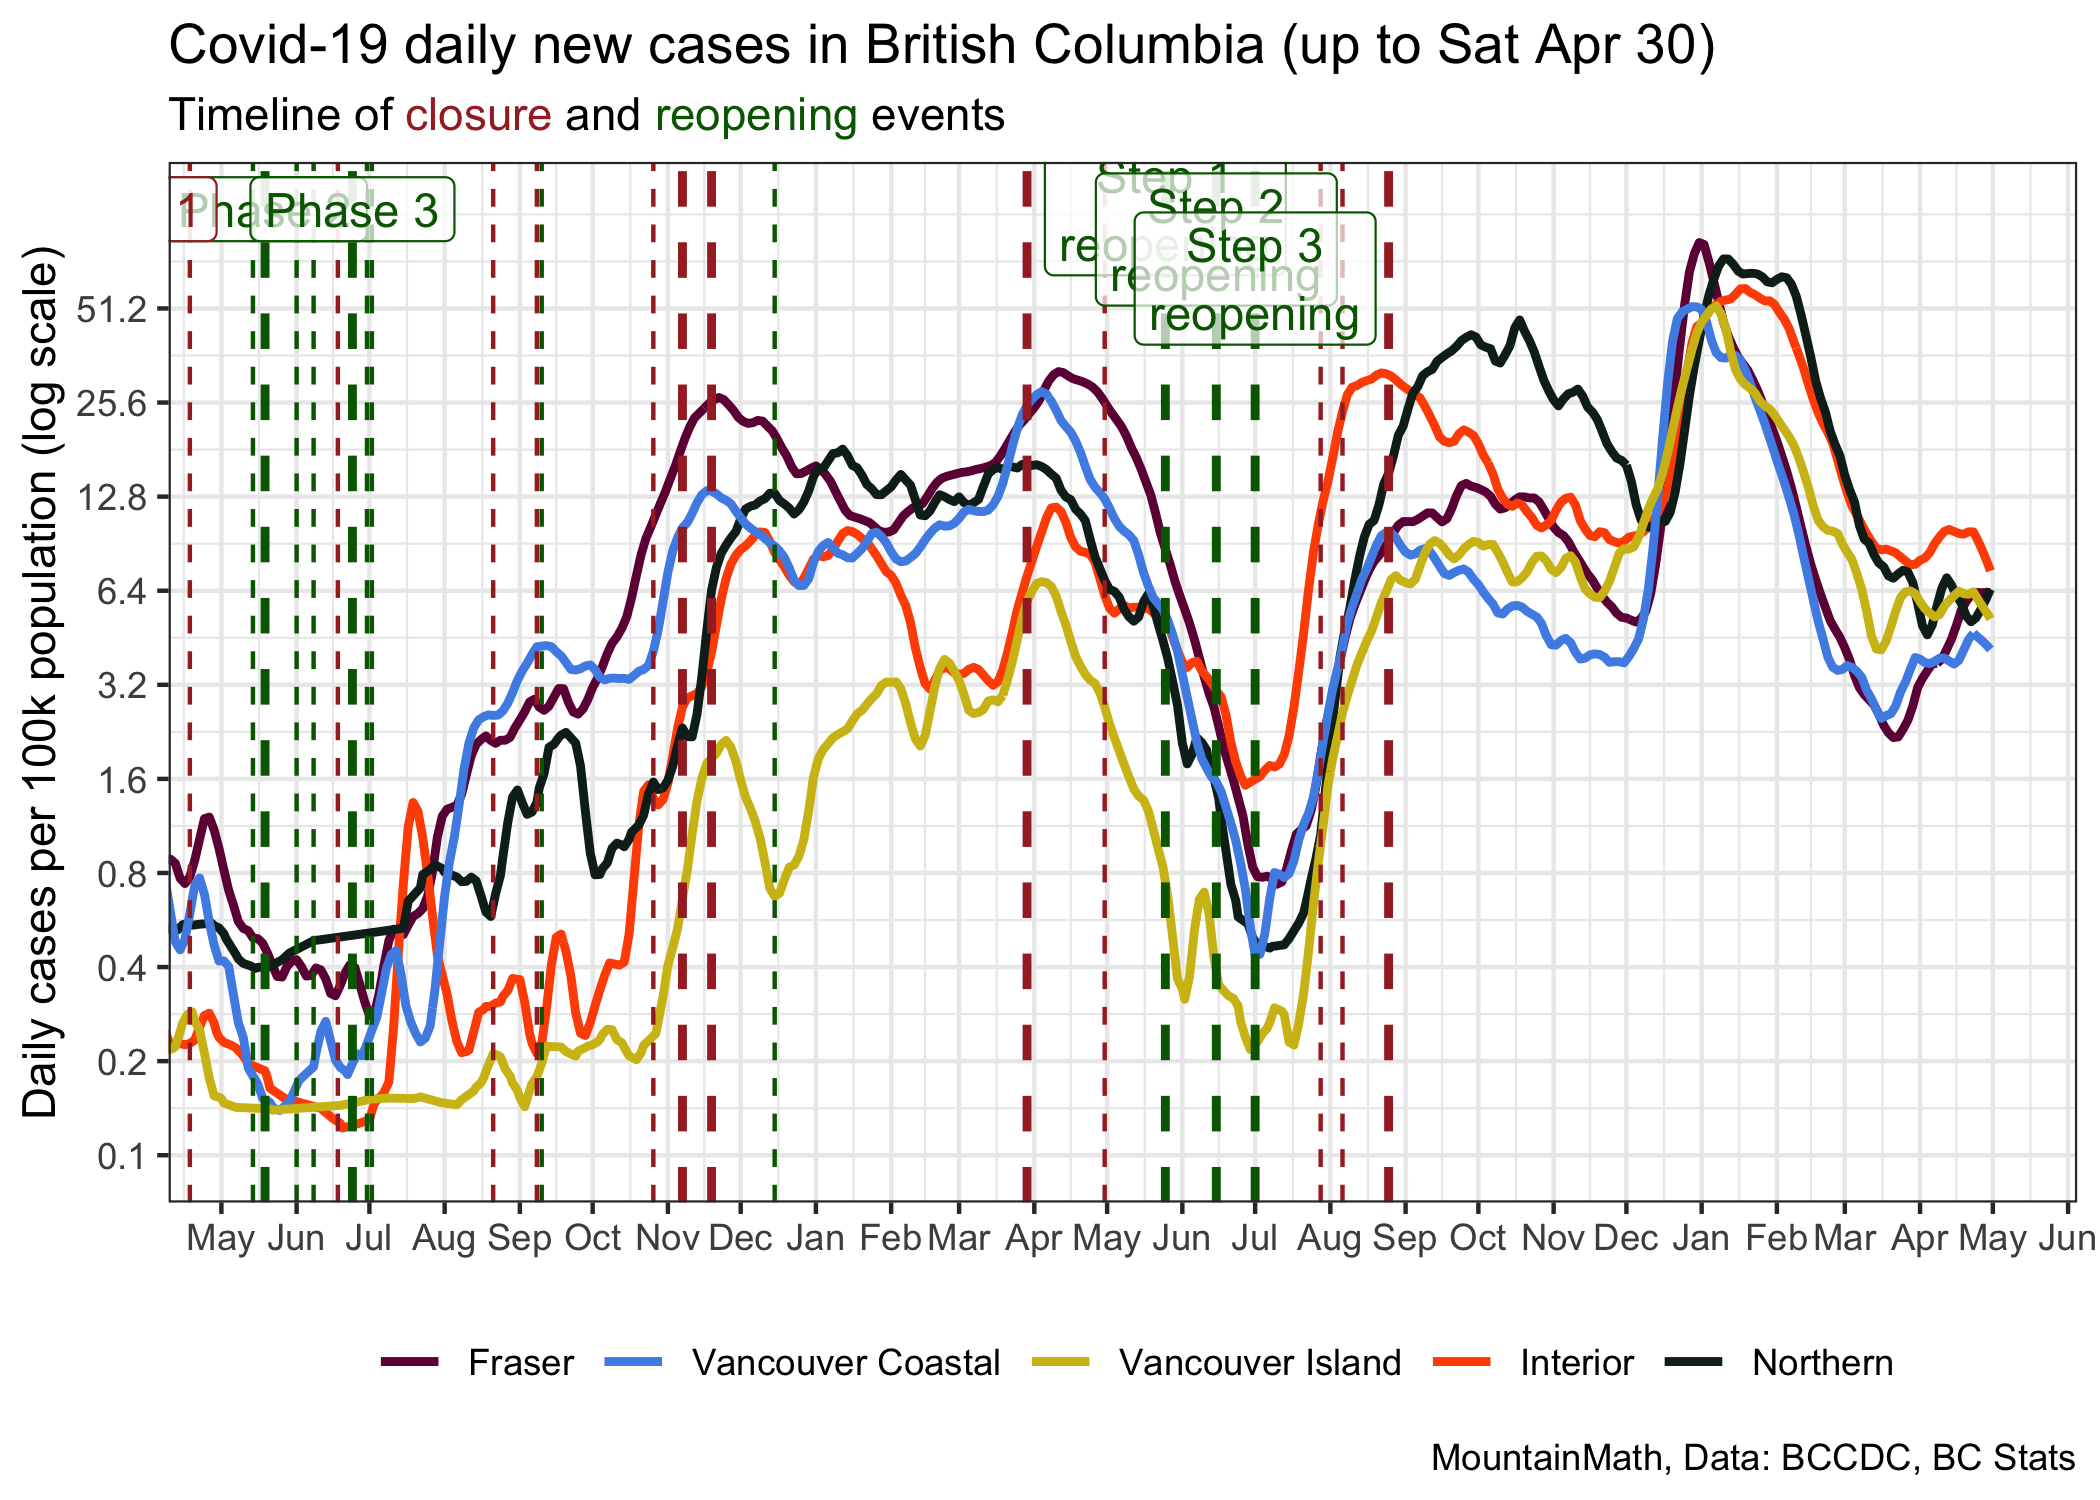 Covid-19 daily new cases in British Columbia (up to Sat Apr 30)
Timeline of closure and reopening events
1 Phase 2 Phase 3
Step 1
reopening
Step 2
reopening
Step 3
reopening
Daily cases per 100k population (log scale)
51.2
25.6
12.8
6.4
3.2
1.6
0.8
0.4
0.2
0.1
May Jun Jul Aug Sep Oct Nov Dec Jan Feb Mar Apr May Jun Jul Aug Sep Oct Nov Dec Jan Feb Mar Apr May Jun
Fraser Vancouver Coastal Vancouver Island Interior Northern
MountainMath, Data: BCCDC, BC Stats